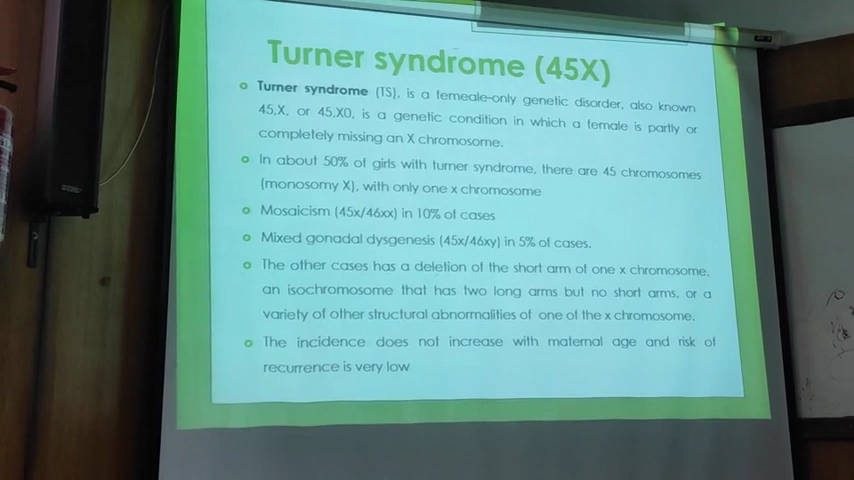 Turner syndrome (45X)
Turner syndrome (TS), is a femeale-only genetic disorder, also known
45,X, or 45,X0, is a genetic condition in which a female is partly or
completely missing an X chromosome.
In about 50% of girls with turner syndrome, there are 45 chromosomes
(monosomy X), with only one x chromosome
Mosaicism (45x/46xx) in 10% of cases
Mixed gonadal dysgenesis (45x/46xy) in 5% of cases.
The other cases has a deletion of the short arm of one x chromosome,
an isochromosome that has two long arms but no short arms, or a
variety of other structural abnormalities of one of the x chromosome.
The incidence does not increase with maternal age and risk of
recurrence is very low